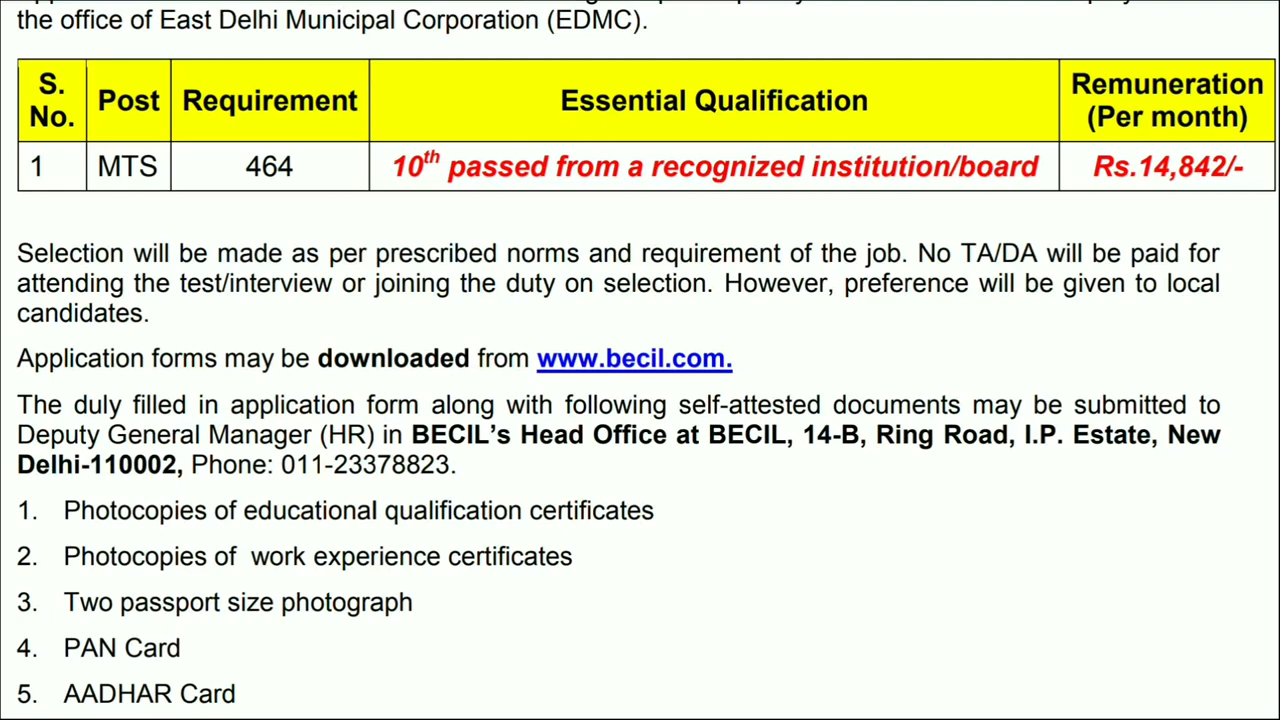 the office of East Delhi Municipal Corporation (EDMC).
S. No. Post Requirement Essential Qualification Remuneration (Per month)
1 MTS 464 10th passed from a recognized institution/board Rs.14,842/-
Selection will be made as per prescribed norms and requirement of the job. No TA/DA will be paid for
attending the test/interview or joining the duty on selection. However, preference will be given to local
candidates.
Application forms may be downloaded from www.becil.com.
The duly filled in application form along with following self-attested documents may be submitted to
Deputy General Manager (HR) in BECIL’s Head Office at BECIL, 14-B, Ring Road, I.P. Estate, New
Delhi-110002, Phone: 011-23378823.
1. Photocopies of educational qualification certificates
2. Photocopies of work experience certificates
3. Two passport size photograph
4. PAN Card
5. AADHAR Card